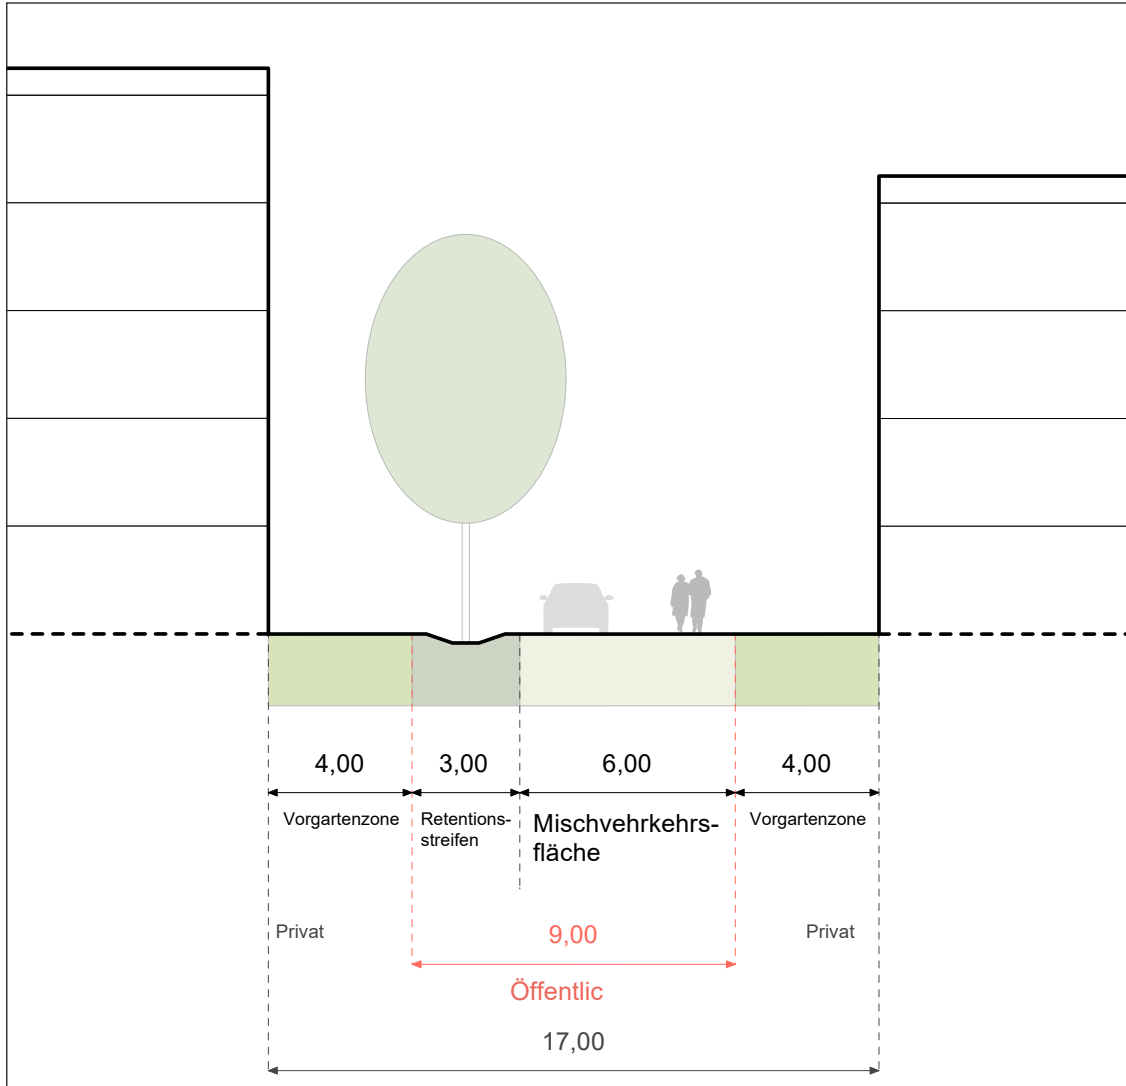 4,00 3,00 6,00 4,00
Vorgartenzone
Retentions-
streifen
Mischvehrkehrs-
fläche
Vorgartenzone
Privat
9,00
Privat
Öffentlic
17,00